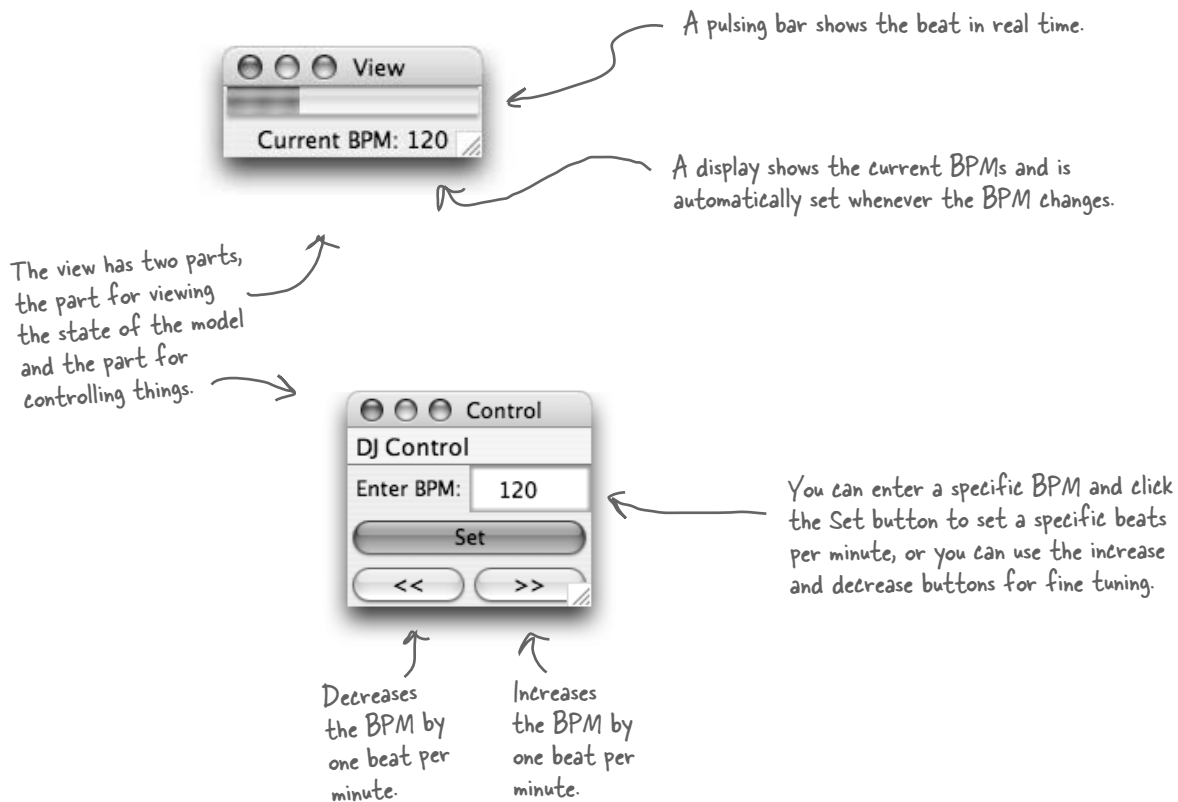 A pulsing bar shows the beat in real time.
View
Current BPM: 120
A display shows the current BPMs and is
automatically set whenever the BPM changes.
The view has two parts,
the part for viewing
the state of the model
and the part for
controlling things.
Control
DJ Control
Enter BPM: 120
Set
<< >>
You can enter a specific BPM and click
the Set button to set a specific beats
per minute, or you can use the increase
and decrease buttons for fine tuning.
Decreases
the BPM by
one beat per
minute.
Increases
the BPM by
one beat per
minute.